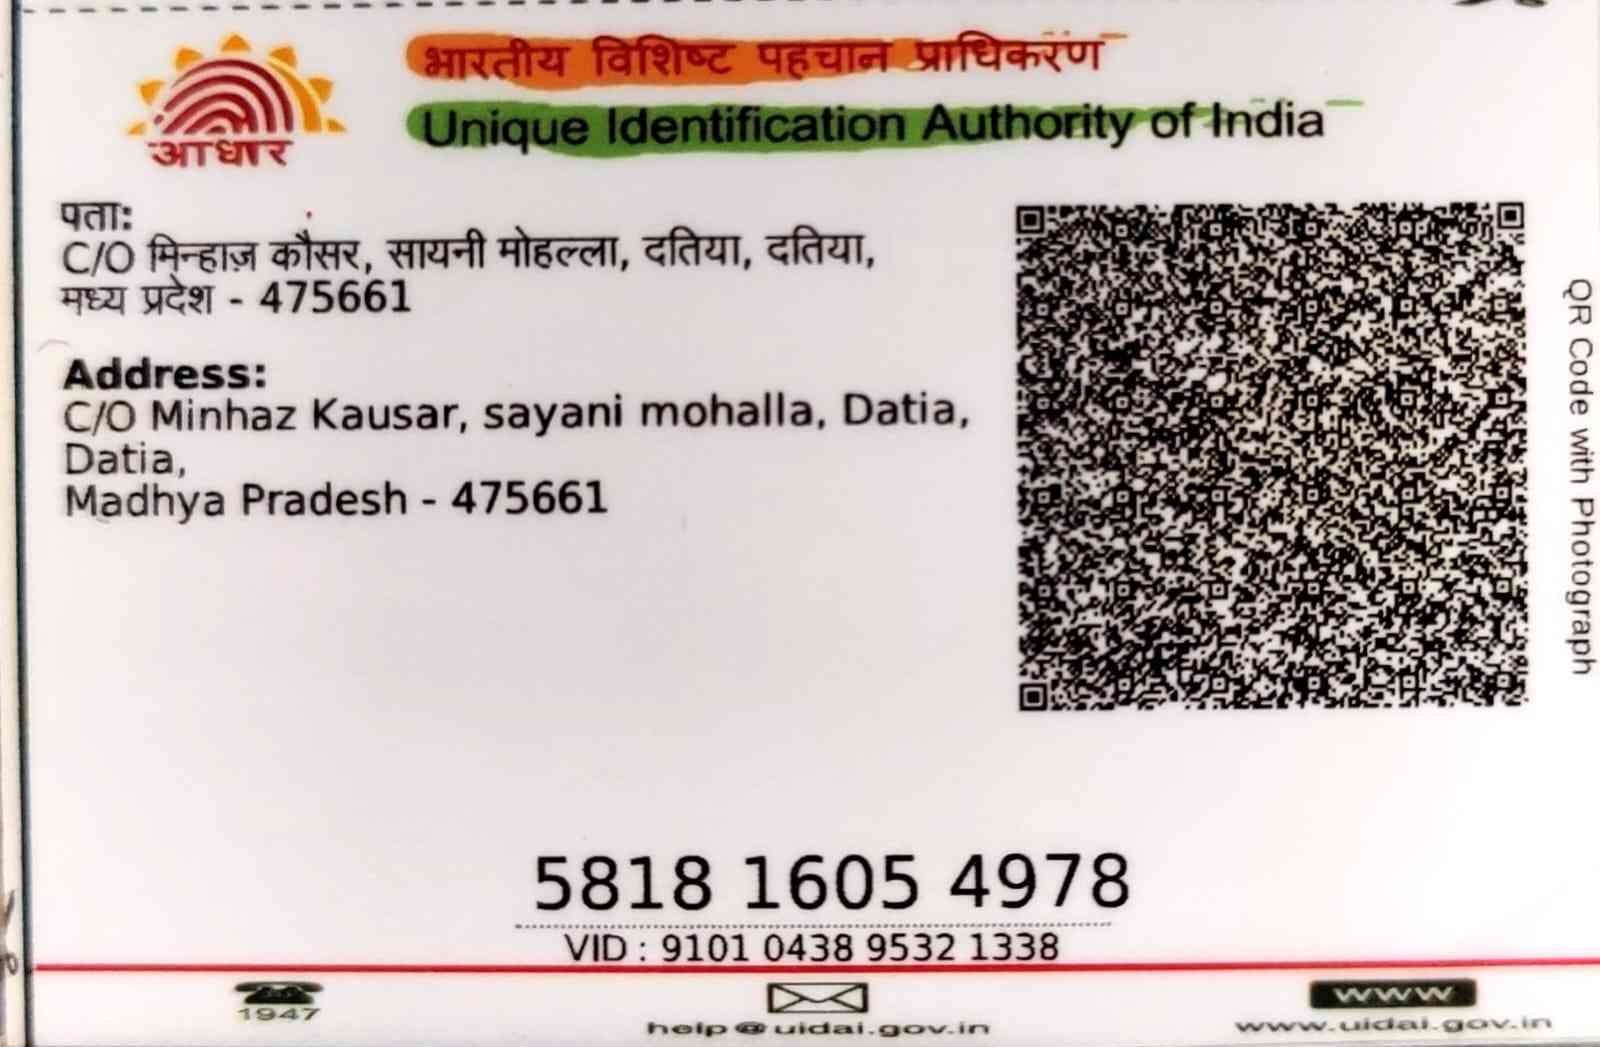 आधार
भारतीय विशिष्ट पहचान प्राधिकरण
Unique Identification Authority of India
पता:
C/O मिन्हाज़ कौसर, सायनी मोहल्ला, दतिया, दतिया,
मध्य प्रदेश - 475661
Address:
C/O Minhaz Kausar, sayani mohalla, Datia,
Datia,
Madhya Pradesh - 475661
QR Code with Photograph
5818 1605 4978
VID : 9101 0438 9532 1338
1947
help@uidai.gov.in
www
www.uidai.gov.in